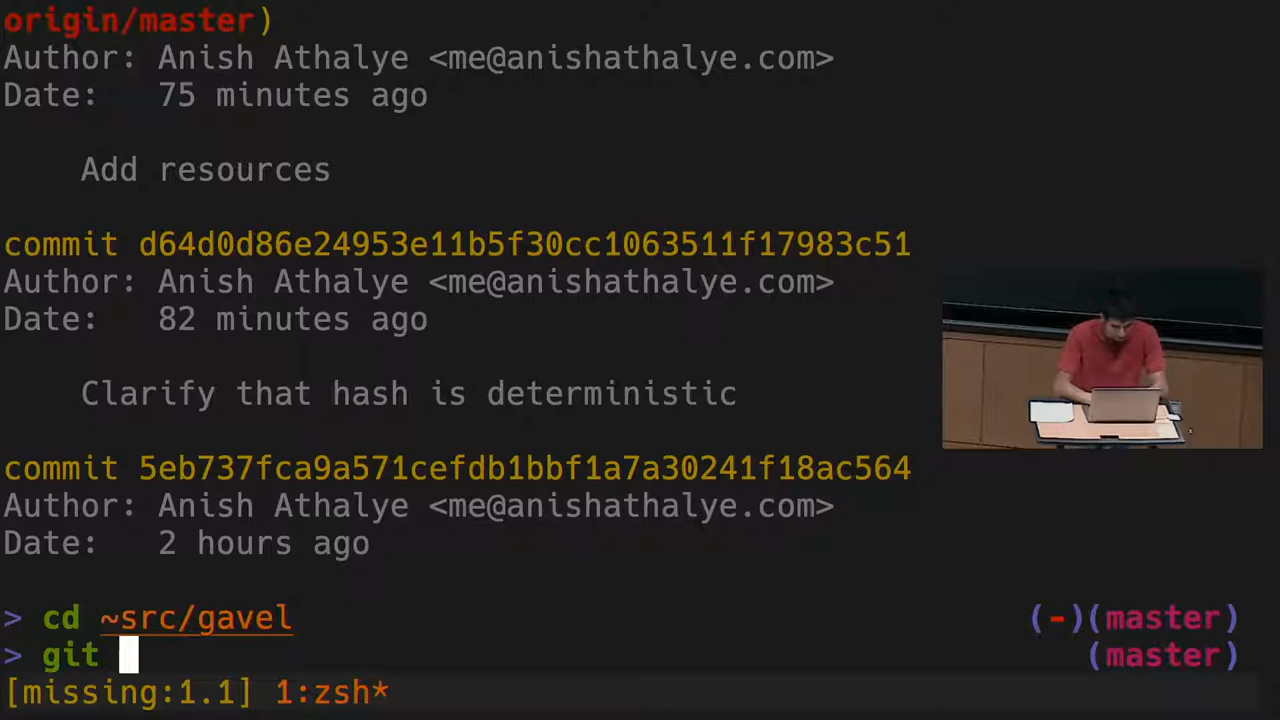 origin/master)
Author: Anish Athalye <me@anishathalye.com>
Date:   75 minutes ago
Add resources
commit d64d0d86e24953e11b5f30cc1063511f17983c51
Author: Anish Athalye <me@anishathalye.com>
Date:   82 minutes ago
Clarify that hash is deterministic
commit 5eb737fca9a571cefdb1bbf1a7a30241f18ac564
Author: Anish Athalye <me@anishathalye.com>
Date:   2 hours ago
> cd ~src/gavel (-)(master)
> git (master)
[missing:1.1] 1:zsh*